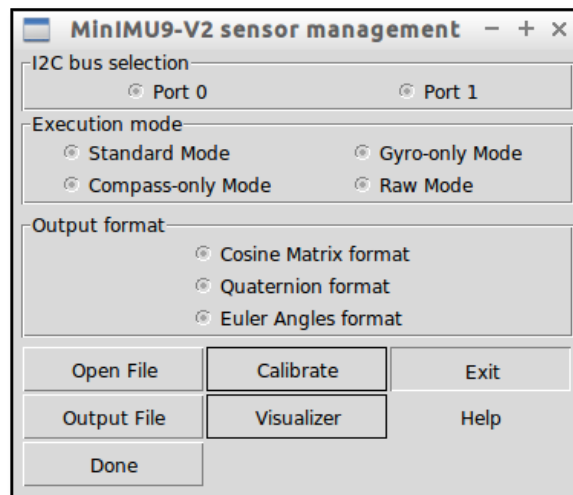 MinIMU9-V2 sensor management
I2C bus selection
Port 0 Port 1
Execution mode
Standard Mode Gyro-only Mode
Compass-only Mode Raw Mode
Output format
Cosine Matrix format
Quaternion format
Euler Angles format
Open File Calibrate Exit
Output File Visualizer Help
Done